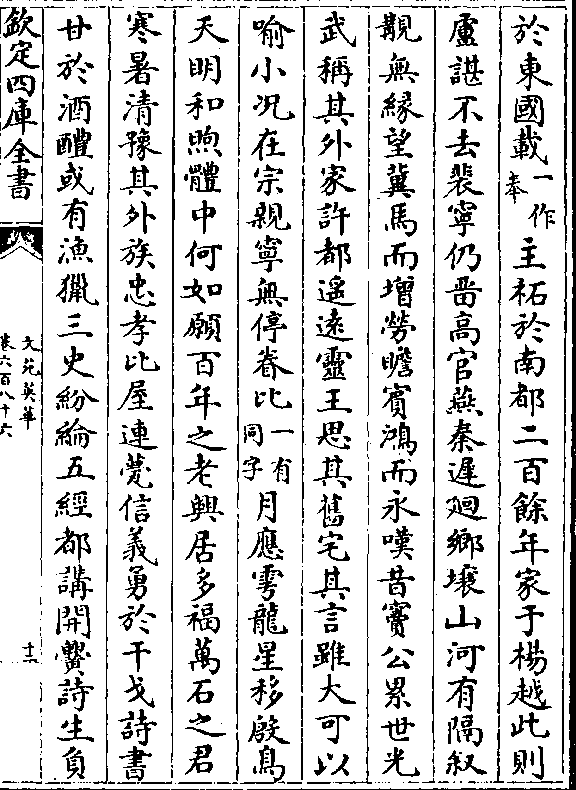 於東國載一作奉主祏於南都二百餘年家于楊越此則
盧諶不去裴寧仍啚高官燕秦遲廻鄉壤山河有隔叙
覯無縁望冀馬而增勞瞻賓鴻而永嘆昔竇公累世光
武稱其外家許都遥遠靈王思其舊宅其言雖大可以
喻小况在宗親寧無停眷比一有同字月應雩龍星移殷鳥
天明和煦體中何如願百年之老興居多福萬石之君
寒暑清豫其外族忠孝比屋連甍信義勇於干戈詩書
甘於酒醴或有漁獵三史紛綸五經都講開黌詩生負
欽定四庫全書
文苑英華
卷六百八十六
十二